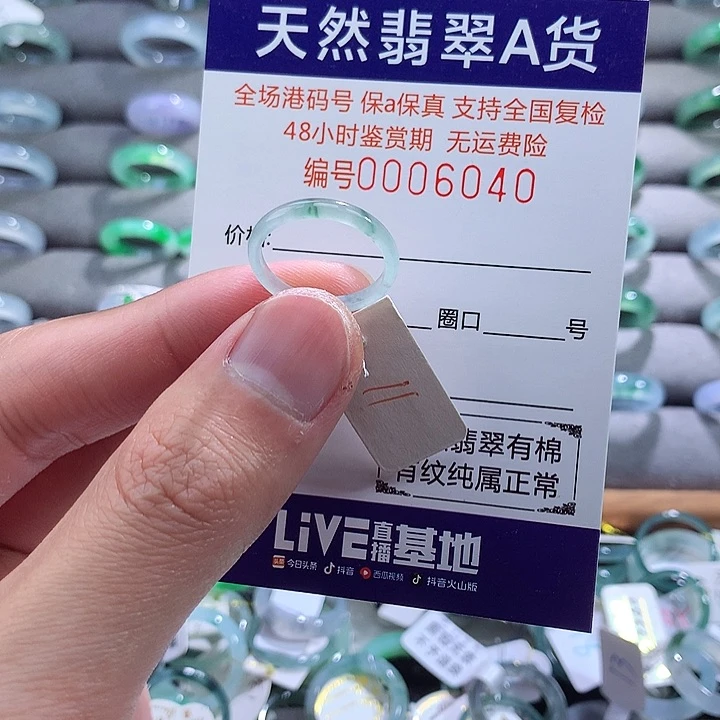 天然翡翠A货
全场港码号 保a保真 支持全国复检
48小时鉴赏期 无运费险
编号0006040
价格:
圈口 号
翡翠有棉
有纹纯属正常
LiVE直播基地
今日头条 抖音 西瓜视频 抖音火山版